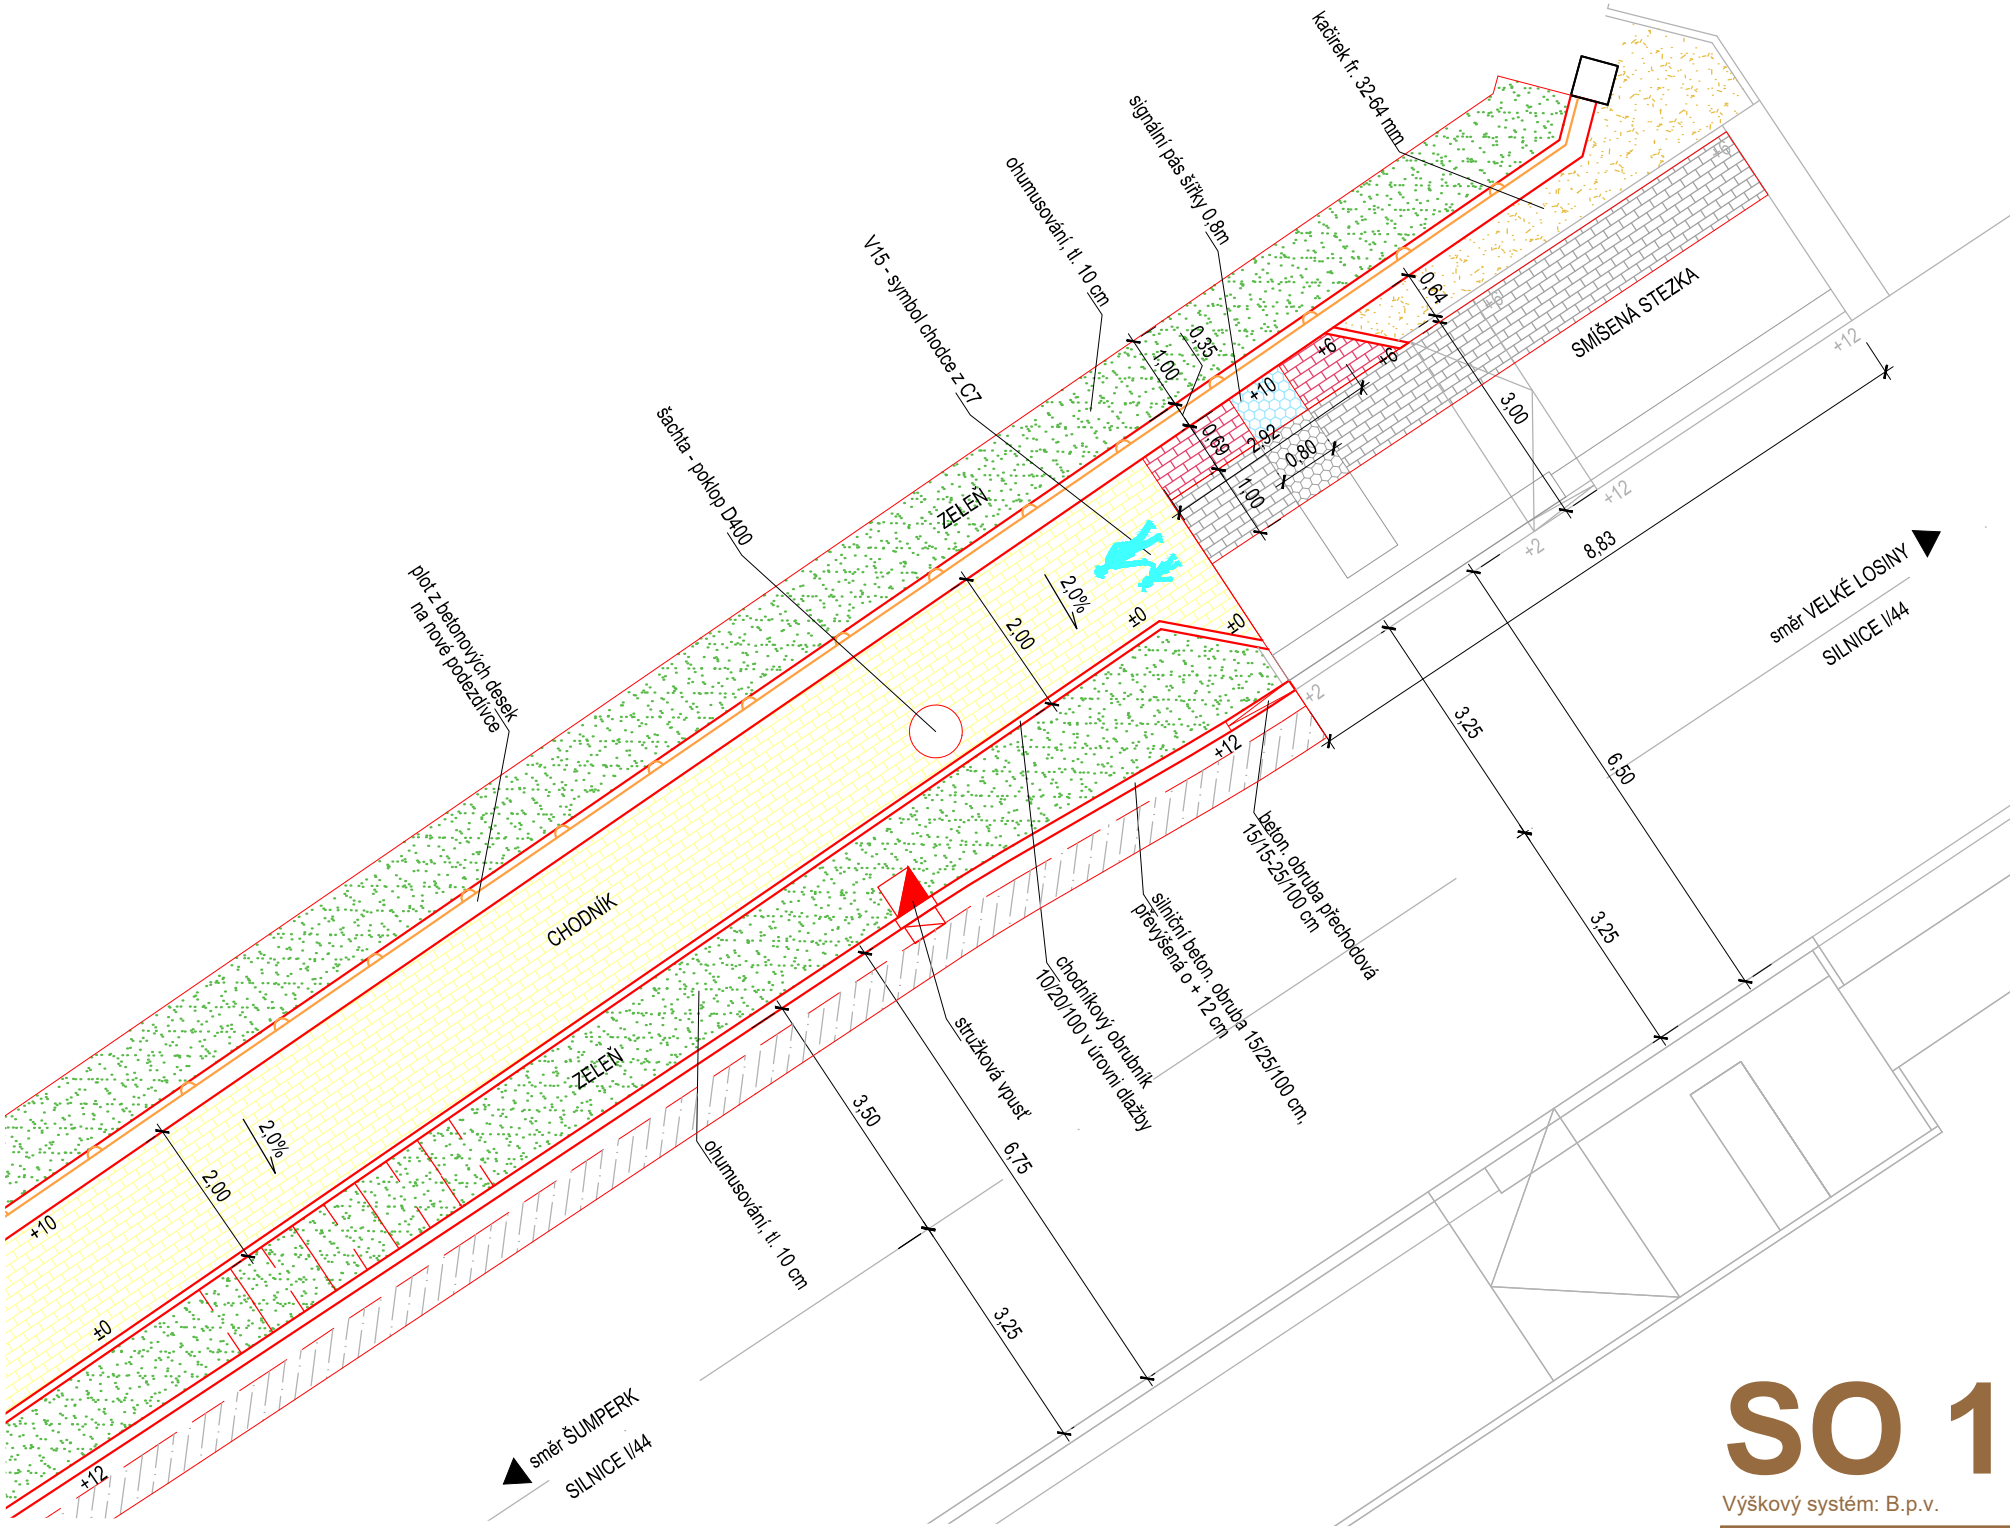 kačirek fr. 32-64 mm
signální pás šířky 0,8m
ohumusování, tl. 10 cm
V15 - symbol chodce z C7
šachta - poklop D400
plot z betonových desek
na nové podezdívce
+6
0,64
+6
SMÍŠENÁ STEZKA
+12
0,35
1,00
+6
+6
+10
3,00
0,69
2,92
0,80
1,00
+12
+2
8,83
ZELEŇ
2,0%
2,00
±0
±0
směr VELKÉ LOSINY
SILNICE I/44
+2
+12
3,25
6,50
3,25
CHODNÍK
beton. obruba přechodová
15/15-25/100 cm
silniční beton. obruba 15/25/100 cm,
převýšená o + 12 cm
chodníkový obrubník
10/20/100 v úrovni dlažby
stružková vpusť
ohumusování, tl. 10 cm
ZELEŇ
3,50
6,75
3,25
2,0%
2,00
+10
±0
+12
směr ŠUMPERK
SILNICE I/44
SO 1
Výškový systém: B.p.v.